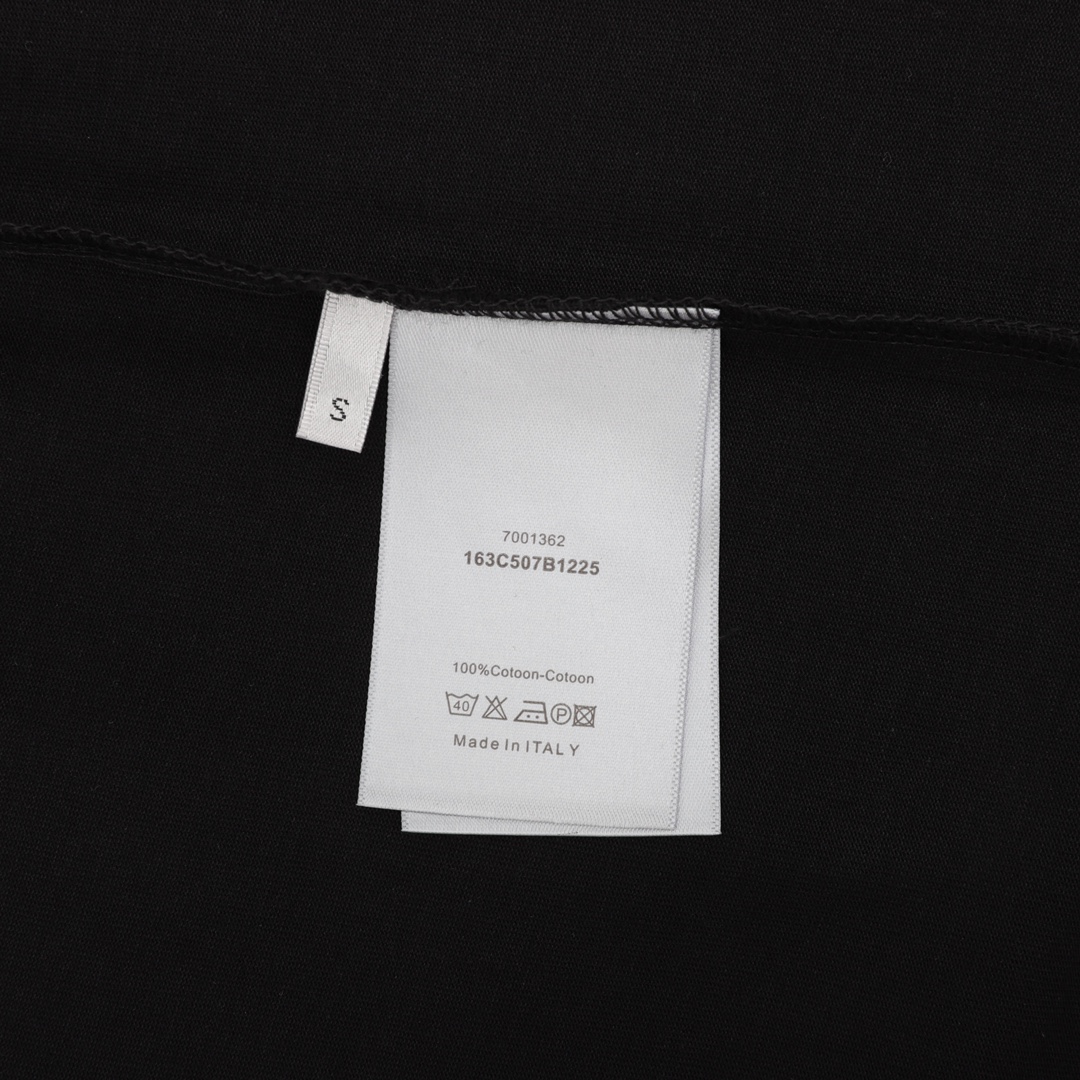 S
7001362
163C507B1225
100%Cotoon-Cotoon
40 P
Made In ITALY